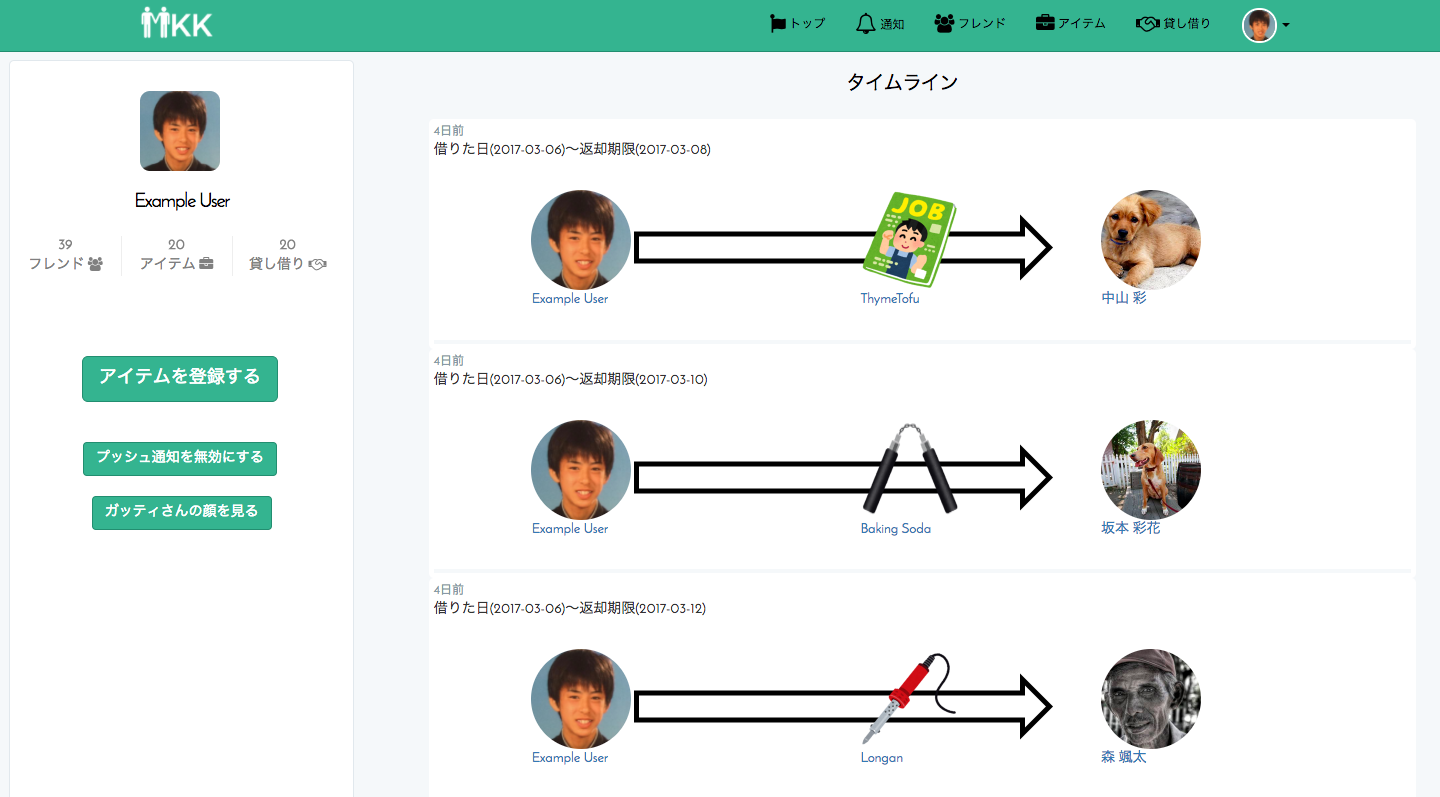 KK
トップ
通知
フレンド
アイテム
貸し借り
Example User
39
フレンド
20
アイテム
20
貸し借り
アイテムを登録する
プッシュ通知を無効にする
ガッティさんの顔を見る
タイムライン
4日前
借りた日(2017-03-06)〜返却期限(2017-03-08)
JOB
Example User
ThymeTofu
中山 彩
4日前
借りた日(2017-03-06)〜返却期限(2017-03-10)
Example User
Baking Soda
坂本 彩花
4日前
借りた日(2017-03-06)〜返却期限(2017-03-12)
Example User
Longan
森 颯太